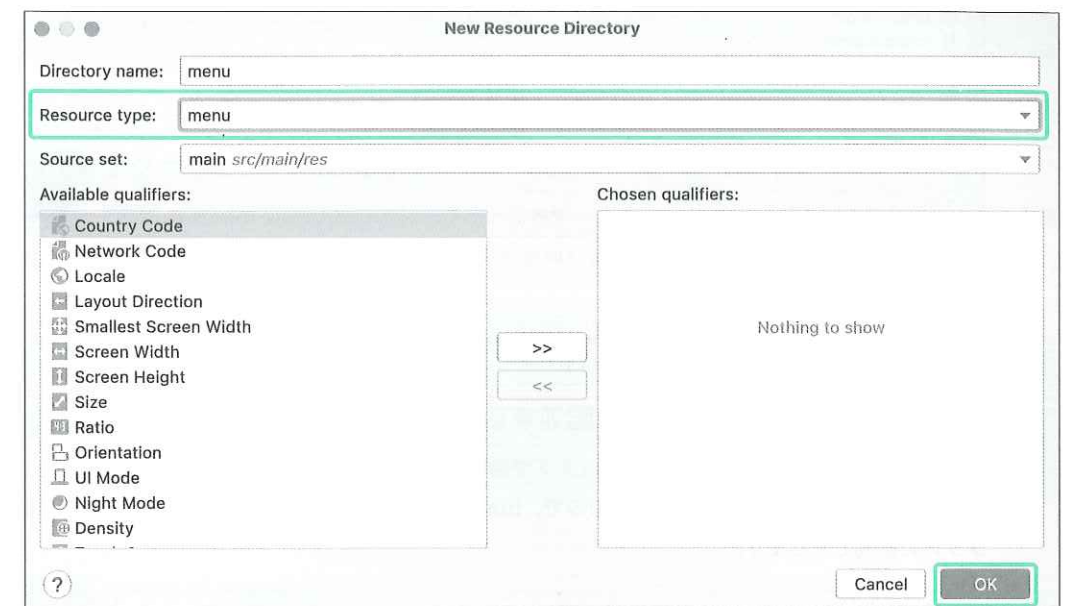 New Resource Directory
Directory name: menu
Resource type: menu
Source set: main src/main/res
Available qualifiers:
Chosen qualifiers:
Country Code
Network Code
Locale
Layout Direction
Smallest Screen Width
Screen Width
Screen Height
Size
Ratio
Orientation
UI Mode
Night Mode
Density
Nothing to show
>>
<<
?
Cancel
OK